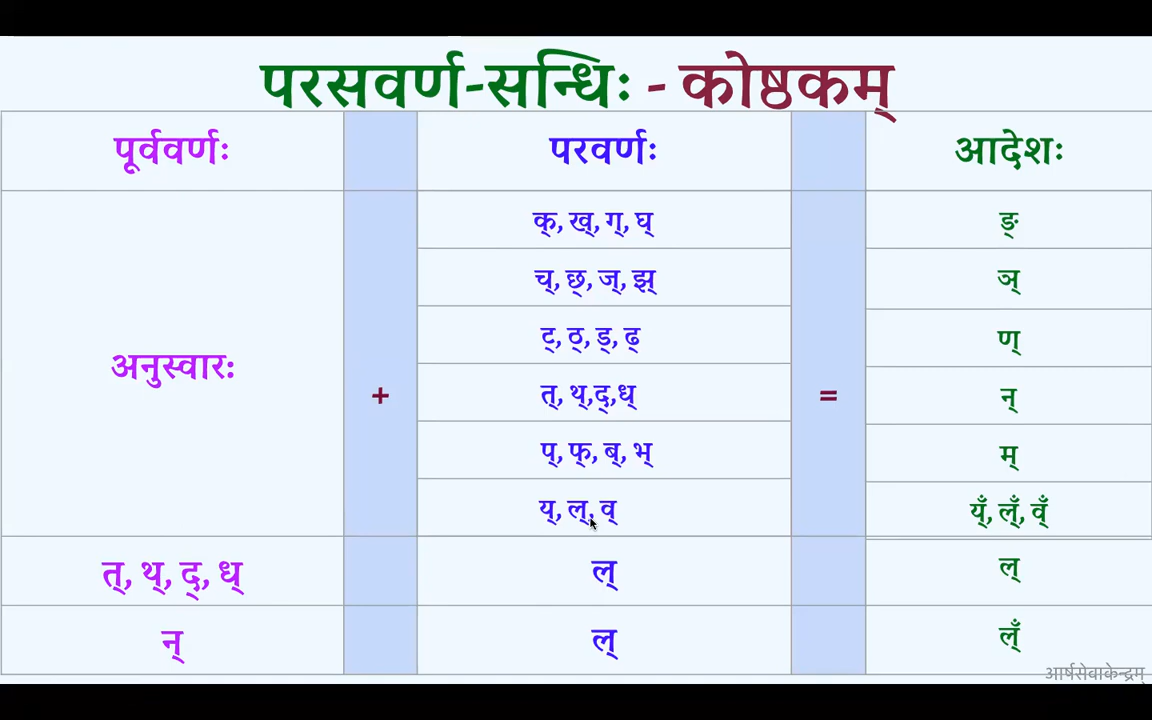 परसवर्ण-सन्धिः - कोष्ठकम्
पूर्ववर्णः परवर्णः आदेशः
क्, ख्, ग्, घ् ङ्
च्, छ्, ज्, झ् ञ्
ट्, ठ्, ड्, ढ् ण्
अनुस्वारः
+ त्, थ्,द्,ध् = न्
प्, फ्, ब्, भ् म्
य्, ल्, व् य्ँ, ल्ँ, व्ँ
त्, थ्, द्, ध् ल् ल्
न् ल् ल्ँ
आर्षसेवाकेन्द्रम्